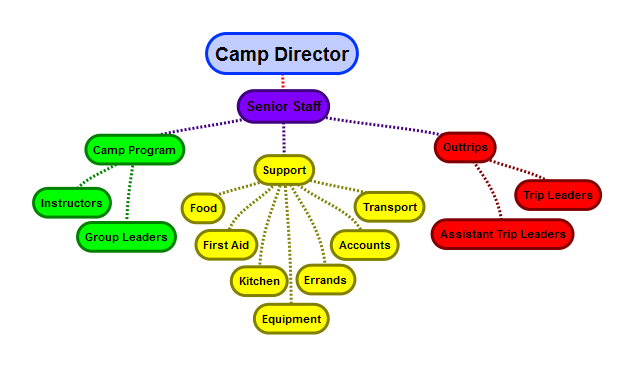 Camp Director
Senior Staff
Camp Program
Outtrips
Support
Instructors
Food
Transport
Trip Leaders
Group Leaders
First Aid
Accounts
Assistant Trip Leaders
Kitchen
Errands
Equipment